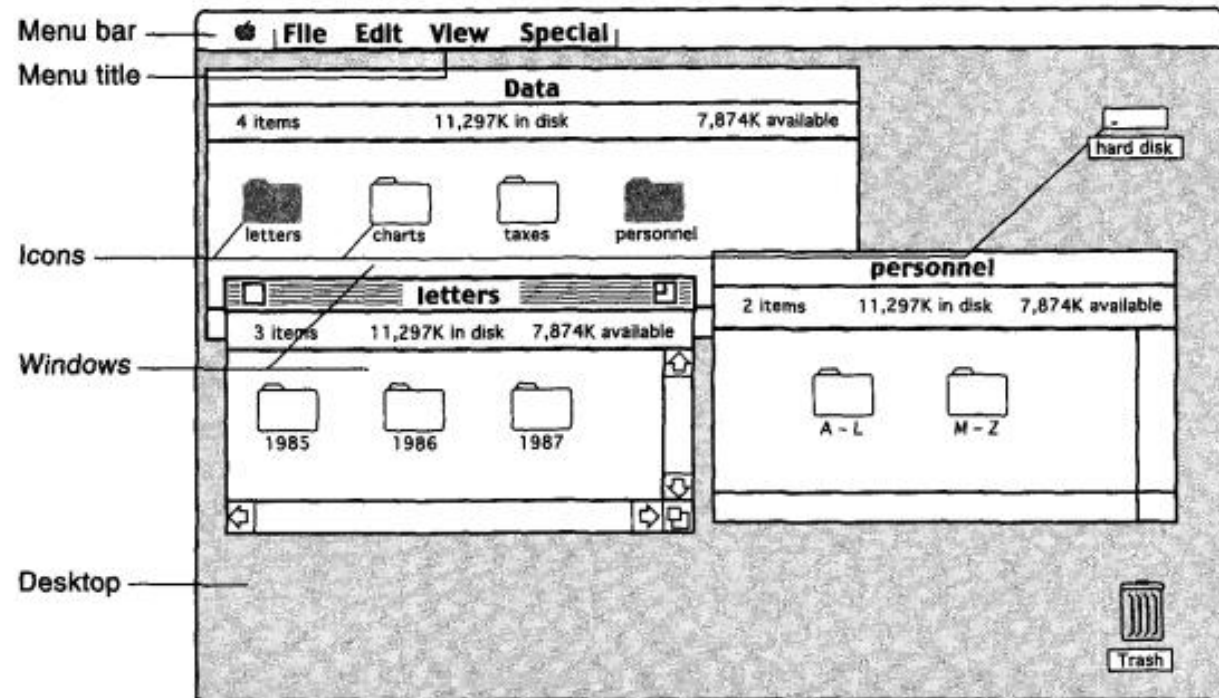 Menu bar
File Edit View Special
Menu title
Data
4 items 11,297K in disk 7,874K available
hard disk
letters charts taxes personnel
Icons
personnel
2 items 11,297K in disk 7,874K available
letters
3 items 11,297K in disk 7,874K available
Windows
A - L M - Z
1985 1986 1987
Desktop
Trash